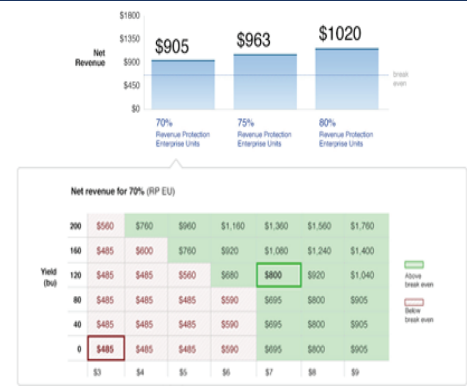 $1800
$1350
$900
$450
$0
Net
Revenue
$905
$963
$1020
break
even
70%
Revenue Protection
Enterprise Units
75%
Revenue Protection
Enterprise Units
80%
Revenue Protection
Enterprise Units
Net revenue for 70% (RP EU)
200 $560 $760 $960 $1,160 $1,360 $1,560 $1,760
160 $485 $600 $760 $920 $1,080 $1,240 $1,400
Yield
(bu)
120 $485 $485 $560 $680 $800 $920 $1,040
80 $485 $485 $485 $590 $695 $800 $905
40 $485 $485 $485 $590 $695 $800 $905
0 $485 $485 $485 $590 $695 $800 $905
$3 $4 $5 $6 $7 $8 $9
Above
break even
Below
break even